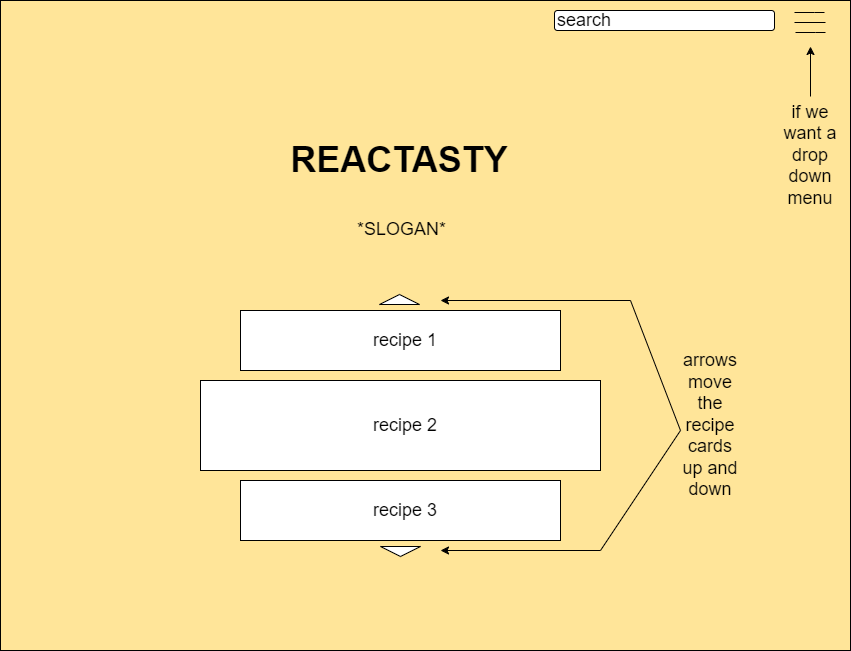 search
if we
want a
drop
down
menu
REACTASTY
*SLOGAN*
recipe 1
recipe 2
recipe 3
arrows
move
the
recipe
cards
up and
down